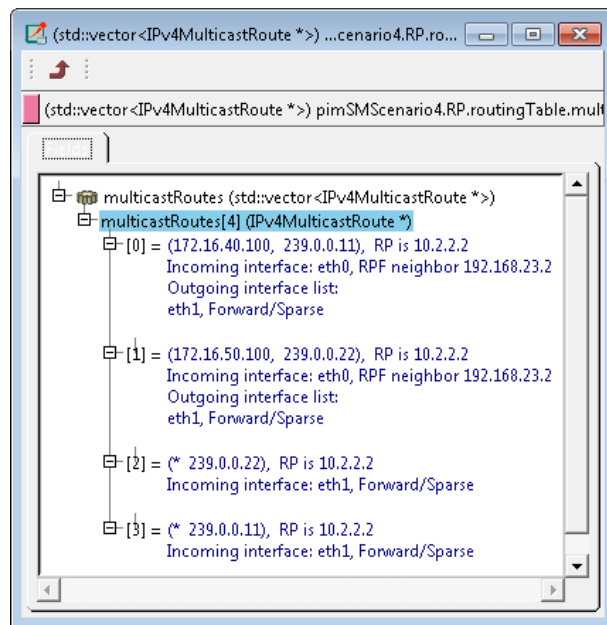 (std::vector<IPv4MulticastRoute *>) ...cenario4.RP.ro...
(std::vector<IPv4MulticastRoute *>) pimSMScenario4.RP.routingTable.mult
Fields
multicastRoutes (std::vector<IPv4MulticastRoute *>)
multicastRoutes[4] (IPv4MulticastRoute *)
[0] = (172.16.40.100, 239.0.0.11), RP is 10.2.2.2
Incoming interface: eth0, RPF neighbor 192.168.23.2
Outgoing interface list:
eth1, Forward/Sparse
[1] = (172.16.50.100, 239.0.0.22), RP is 10.2.2.2
Incoming interface: eth0, RPF neighbor 192.168.23.2
Outgoing interface list:
eth1, Forward/Sparse
[2] = (* 239.0.0.22), RP is 10.2.2.2
Incoming interface: eth1, Forward/Sparse
[3] = (* 239.0.0.11), RP is 10.2.2.2
Incoming interface: eth1, Forward/Sparse